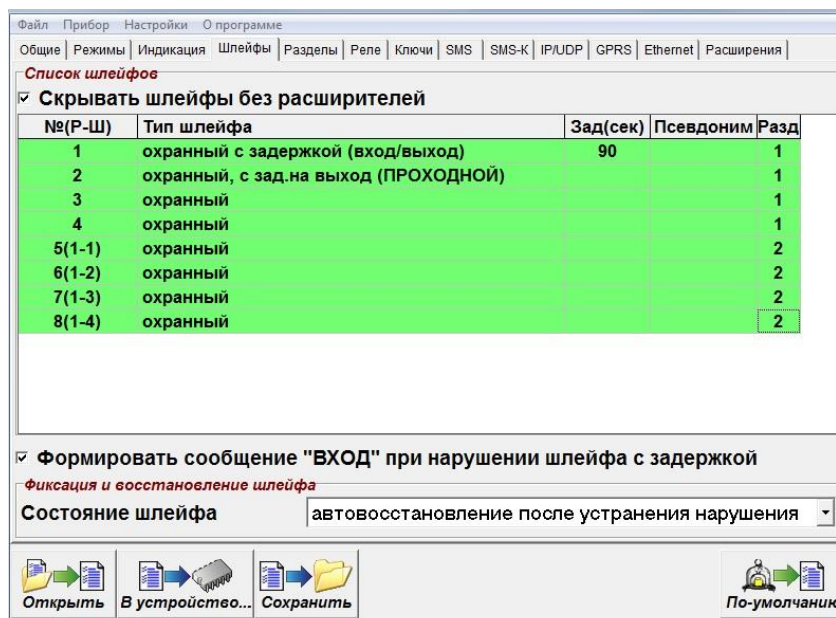 Файл Прибор Настройки О программе
Общие Режимы Индикация Шлейфы Разделы Реле Ключи SMS SMS-K IP/UDP GPRS Ethernet Расширения
Список шлейфов
Скрывать шлейфы без расширителей
№(Р-Ш) Тип шлейфа Зад(сек) Псевдоним Разд
1 охранный с задержкой (вход/выход) 90 1
2 охранный, с зад.на выход (ПРОХОДНОЙ) 1
3 охранный 1
4 охранный 1
5(1-1) охранный 2
6(1-2) охранный 2
7(1-3) охранный 2
8(1-4) охранный 2
Формировать сообщение "ВХОД" при нарушении шлейфа с задержкой
Фиксация и восстановление шлейфа
Состояние шлейфа автовосстановление после устранения нарушения
Открыть В устройство... Сохранить По-умолчанию